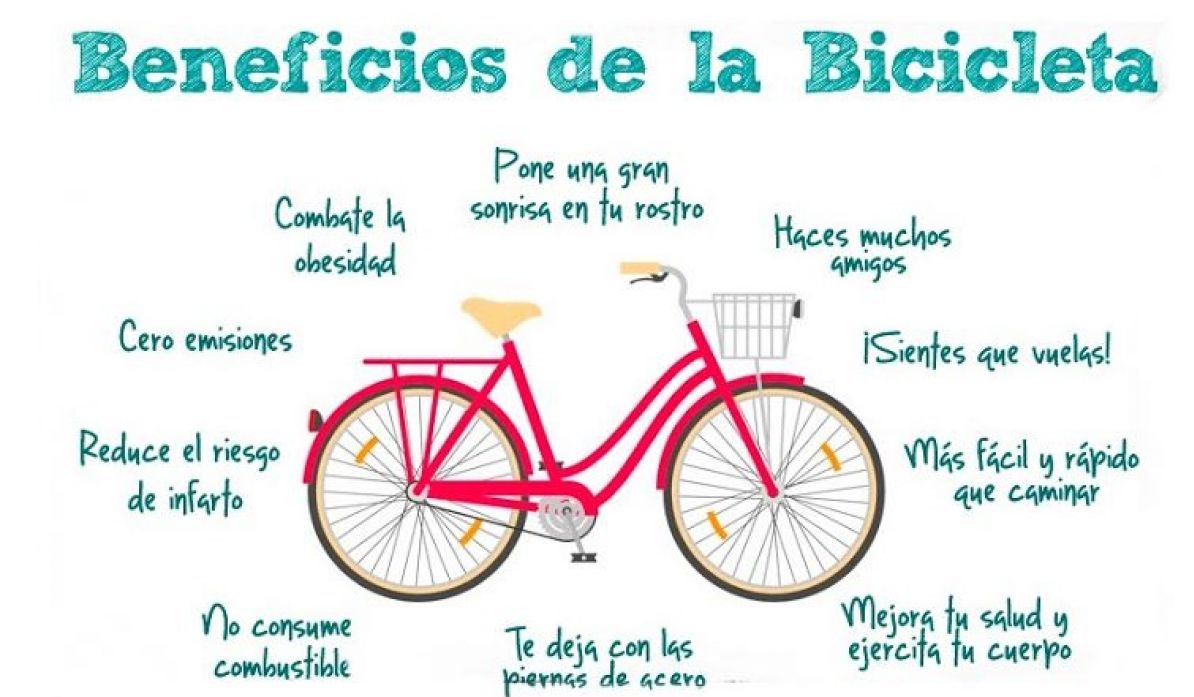 Beneficios de la Bicicleta
Pone una gran
sonrisa en tu rostro
Combate la
obesidad
Haces muchos
amigos
Cero emisiones
¡Sientes que vuelas!
Reduce el riesgo
de infarto
Más fácil y rápido
que caminar
No consume
combustible
Te deja con las
piernas de acero
Mejora tu salud y
ejercita tu cuerpo